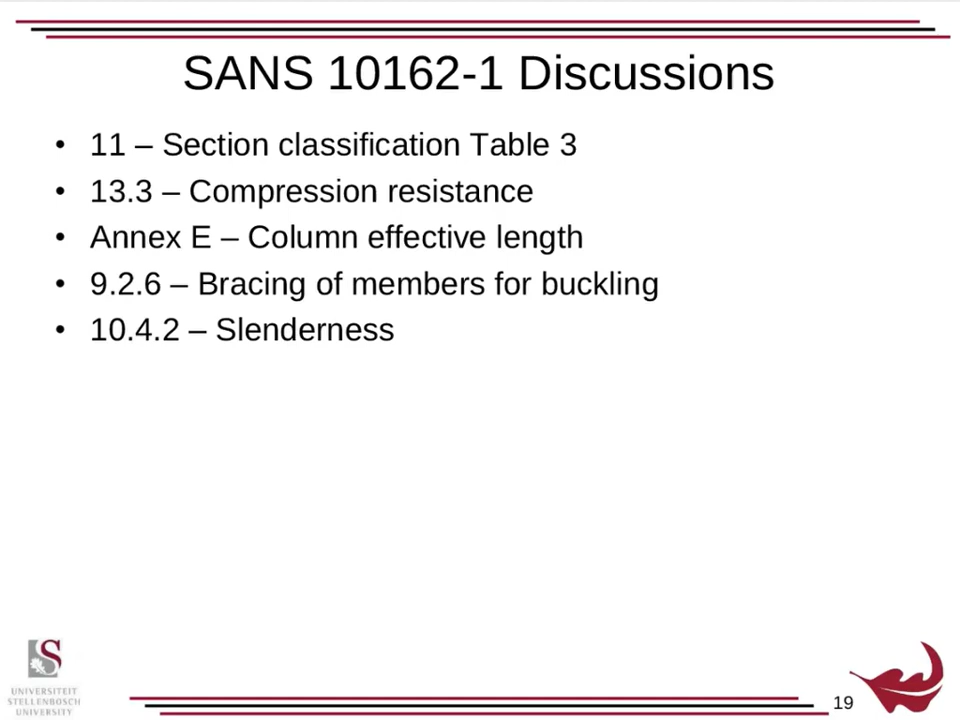 SANS 10162-1 Discussions
• 11 – Section classification Table 3
• 13.3 – Compression resistance
• Annex E – Column effective length
• 9.2.6 – Bracing of members for buckling
• 10.4.2 – Slenderness
S
UNIVERSITEIT
STELLENBOSCH
UNIVERSITY
19